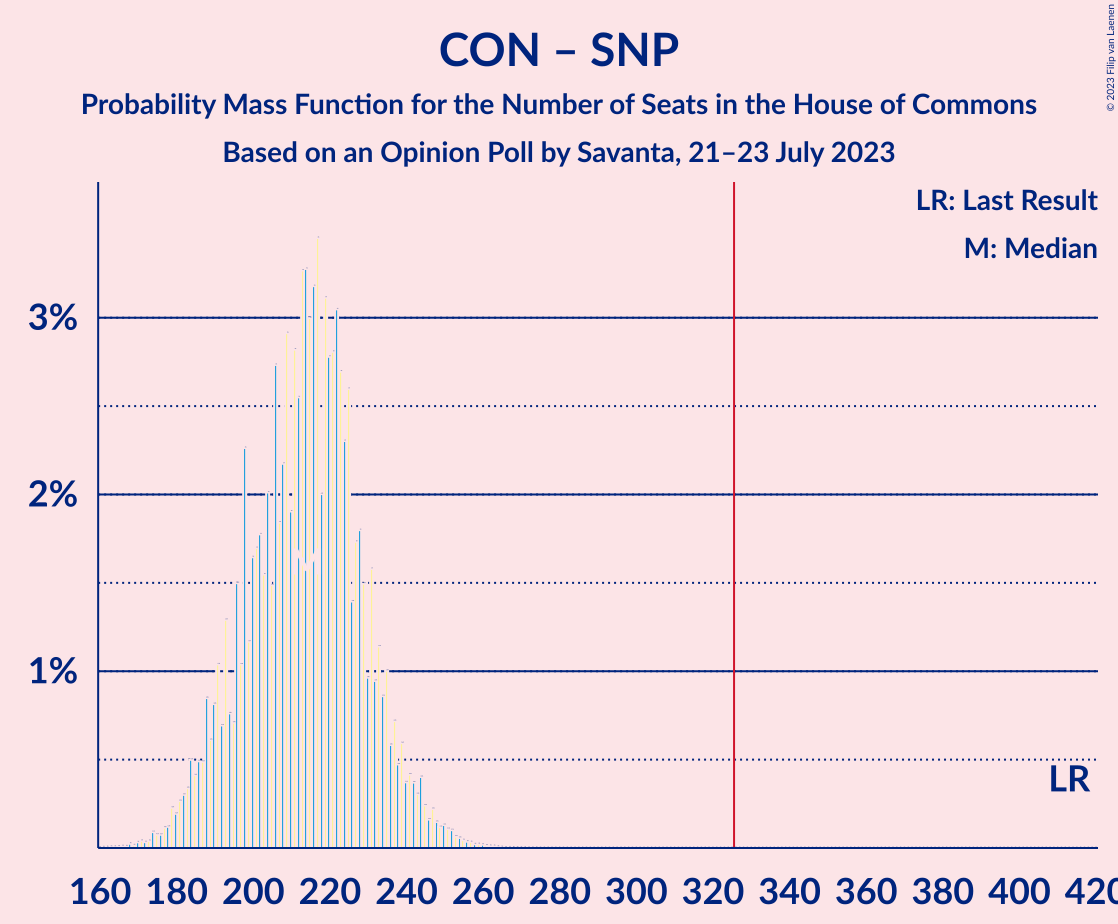 CON – SNP
Probability Mass Function for the Number of Seats in the House of Commons
Based on an Opinion Poll by Savanta, 21–23 July 2023
© 2023 Filip van Laenen
LR: Last Result
M: Median
3%
2%
1%
LR
160 180 200 220 240 260 280 300 320 340 360 380 400 420